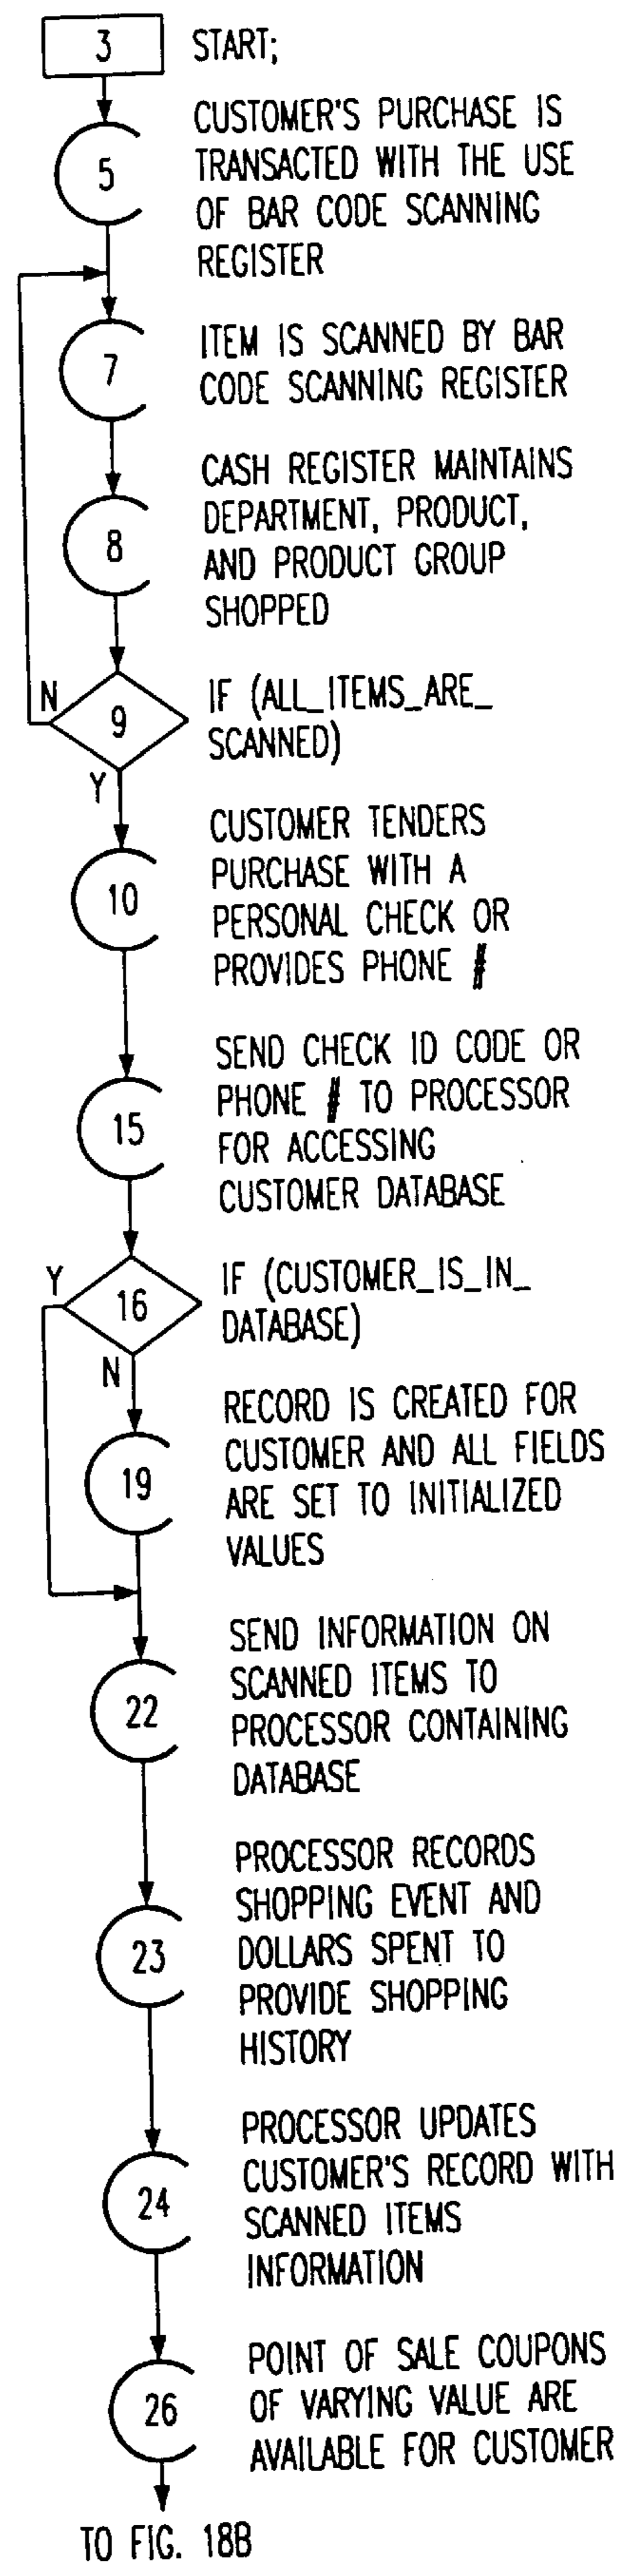 3 START;
CUSTOMER'S PURCHASE IS
TRANSACTED WITH THE USE
5
OF BAR CODE SCANNING
REGISTER
ITEM IS SCANNED BY BAR
7
CODE SCANNING REGISTER
CASH REGISTER MAINTAINS
DEPARTMENT, PRODUCT,
8
AND PRODUCT GROUP
SHOPPED
N
IF (ALL_ITEMS_ARE_
9
SCANNED)
Y
CUSTOMER TENDERS
PURCHASE WITH A
10
PERSONAL CHECK OR
PROVIDES PHONE #
SEND CHECK ID CODE OR
PHONE # TO PROCESSOR
15
FOR ACCESSING
CUSTOMER DATABASE
Y
IF (CUSTOMER_IS_IN_
16
DATABASE)
N
RECORD IS CREATED FOR
CUSTOMER AND ALL FIELDS
19
ARE SET TO INITIALIZED
VALUES
SEND INFORMATION ON
SCANNED ITEMS TO
22
PROCESSOR CONTAINING
DATABASE
PROCESSOR RECORDS
SHOPPING EVENT AND
23
DOLLARS SPENT TO
PROVIDE SHOPPING
HISTORY
PROCESSOR UPDATES
CUSTOMER'S RECORD WITH
24
SCANNED ITEMS
INFORMATION
POINT OF SALE COUPONS
26
OF VARYING VALUE ARE
AVAILABLE FOR CUSTOMER
TO FIG. 18B